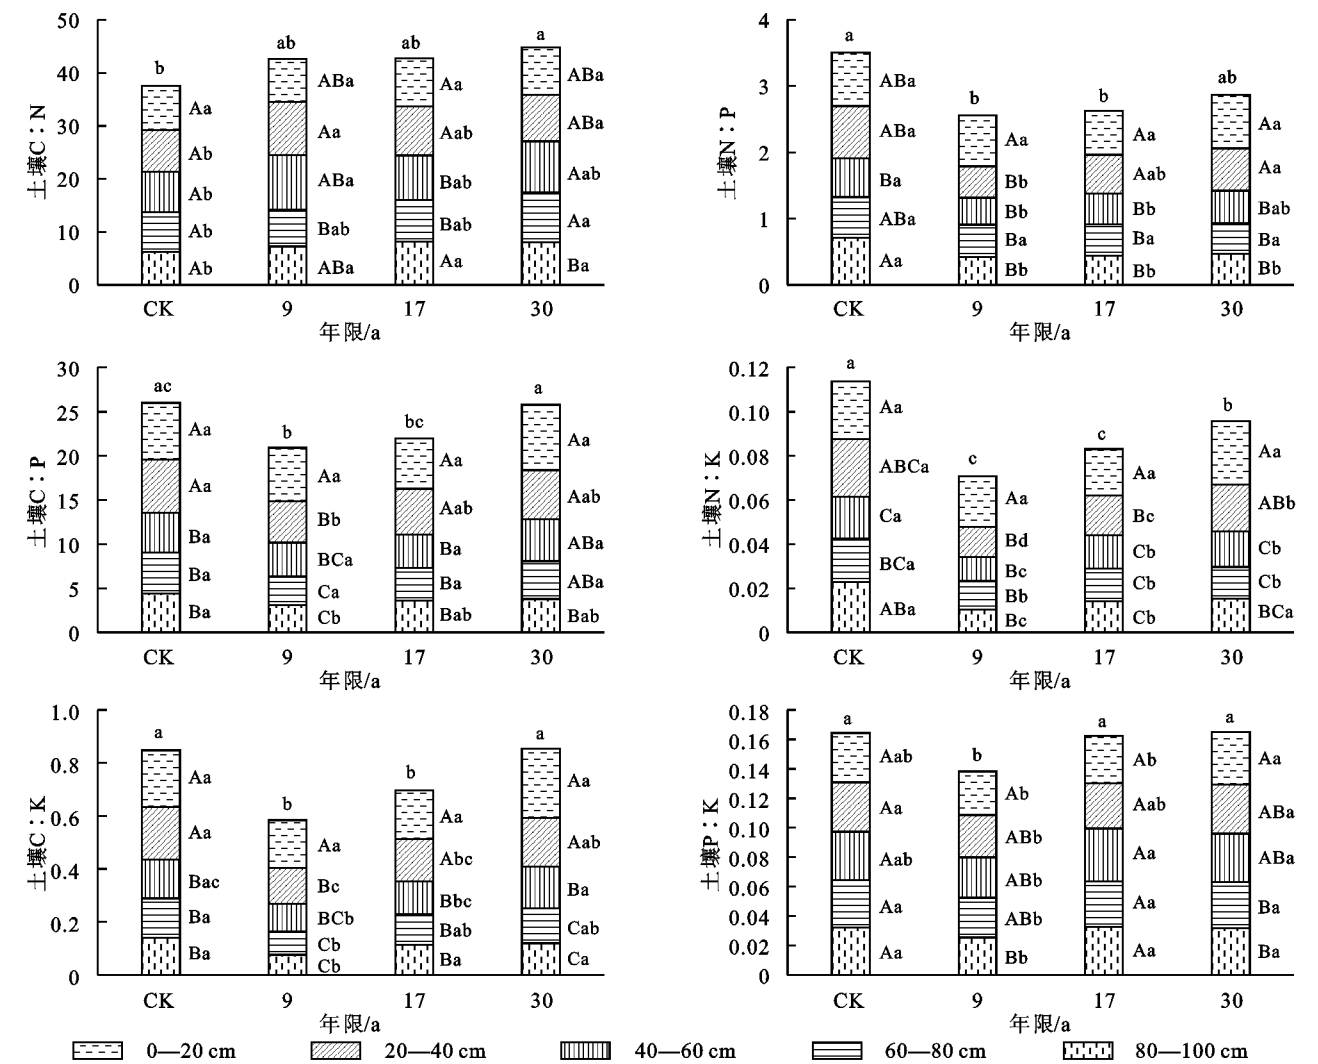 土壤C∶N
50
40
30
20
10
0
b
Aa
Ab
Ab
Ab
Ab
ab
ABa
Aa
ABa
Bab
ABa
ab
Aa
Aab
Bab
Bab
Aa
a
ABa
ABa
Aab
Aa
Ba
CK 9 17 30
年限/a
土壤N∶P
4
3
2
1
0
a
ABa
ABa
Ba
ABa
Aa
b
Aa
Bb
Bb
Ba
Bb
b
Aa
Aab
Bb
Ba
Bb
ab
Aa
Aa
Bab
Ba
Bb
CK 9 17 30
年限/a
土壤C∶P
30
25
20
15
10
5
0
ac
Aa
Aa
Ba
Ba
Ba
b
Aa
Bb
BCa
Ca
Cb
bc
Aa
Aab
Ba
Ba
Bab
a
Aa
Aab
ABa
ABa
Bab
CK 9 17 30
年限/a
土壤N∶K
0.12
0.10
0.08
0.06
0.04
0.02
0
a
Aa
ABCa
Ca
BCa
ABa
c
Aa
Bd
Bc
Bb
Bc
c
Aa
Bc
Cb
Cb
Cb
b
Aa
ABb
Cb
Cb
BCa
CK 9 17 30
年限/a
土壤C∶K
1.0
0.8
0.6
0.4
0.2
0
a
Aa
Aa
Bac
Ba
Ba
b
Aa
Bc
BCb
Cb
Cb
b
Aa
Abc
Bbc
Bab
Ba
a
Aa
Aab
Ba
Cab
Ca
CK 9 17 30
年限/a
土壤P∶K
0.18
0.16
0.14
0.12
0.10
0.08
0.06
0.04
0.02
0
a
Aab
Aa
Aab
Aa
Aa
b
Ab
ABb
ABb
ABb
Bb
a
Ab
Aab
Aa
Aa
Aa
a
Aa
ABa
ABa
Ba
Ba
CK 9 17 30
年限/a
0—20 cm 20—40 cm 40—60 cm 60—80 cm 80—100 cm